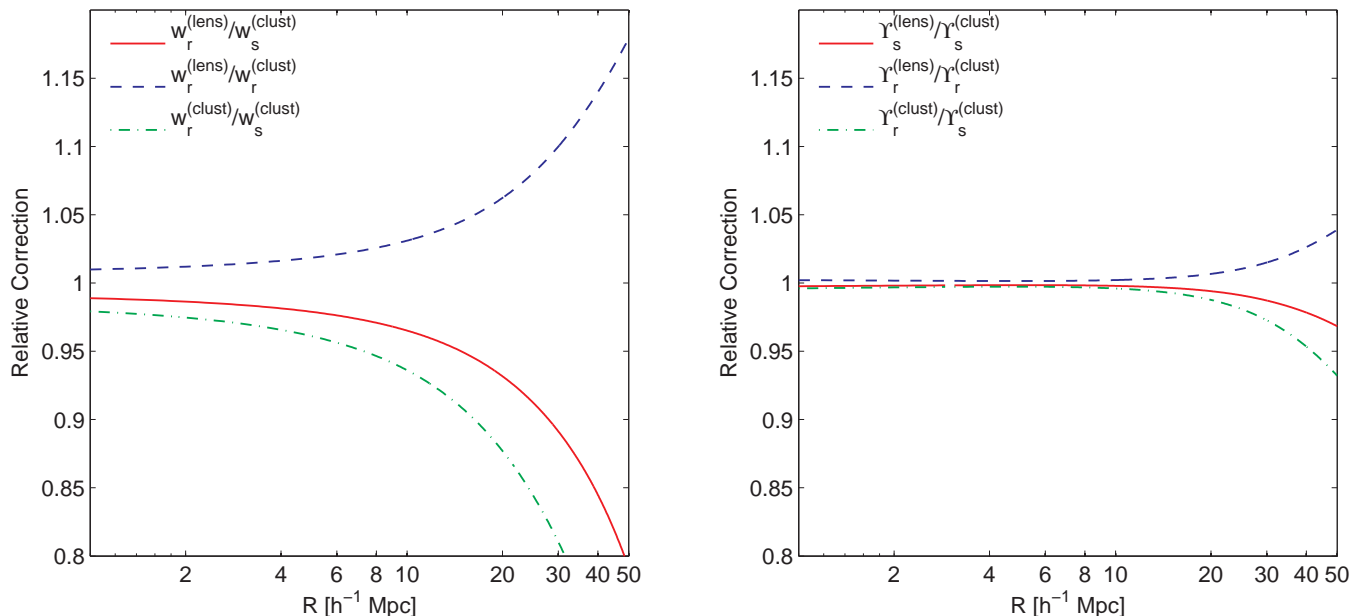 w_r^(lens)/w_s^(clust)
w_r^(lens)/w_r^(clust)
w_r^(clust)/w_s^(clust)
1.15
1.1
1.05
1
0.95
0.9
0.85
0.8
Relative Correction
2 4 6 8 10 20 30 40 50
R [h⁻¹ Mpc]
ϒ_s^(lens)/ϒ_s^(clust)
ϒ_r^(lens)/ϒ_r^(clust)
ϒ_r^(clust)/ϒ_s^(clust)
1.15
1.1
1.05
1
0.95
0.9
0.85
0.8
Relative Correction
2 4 6 8 10 20 30 40 50
R [h⁻¹ Mpc]